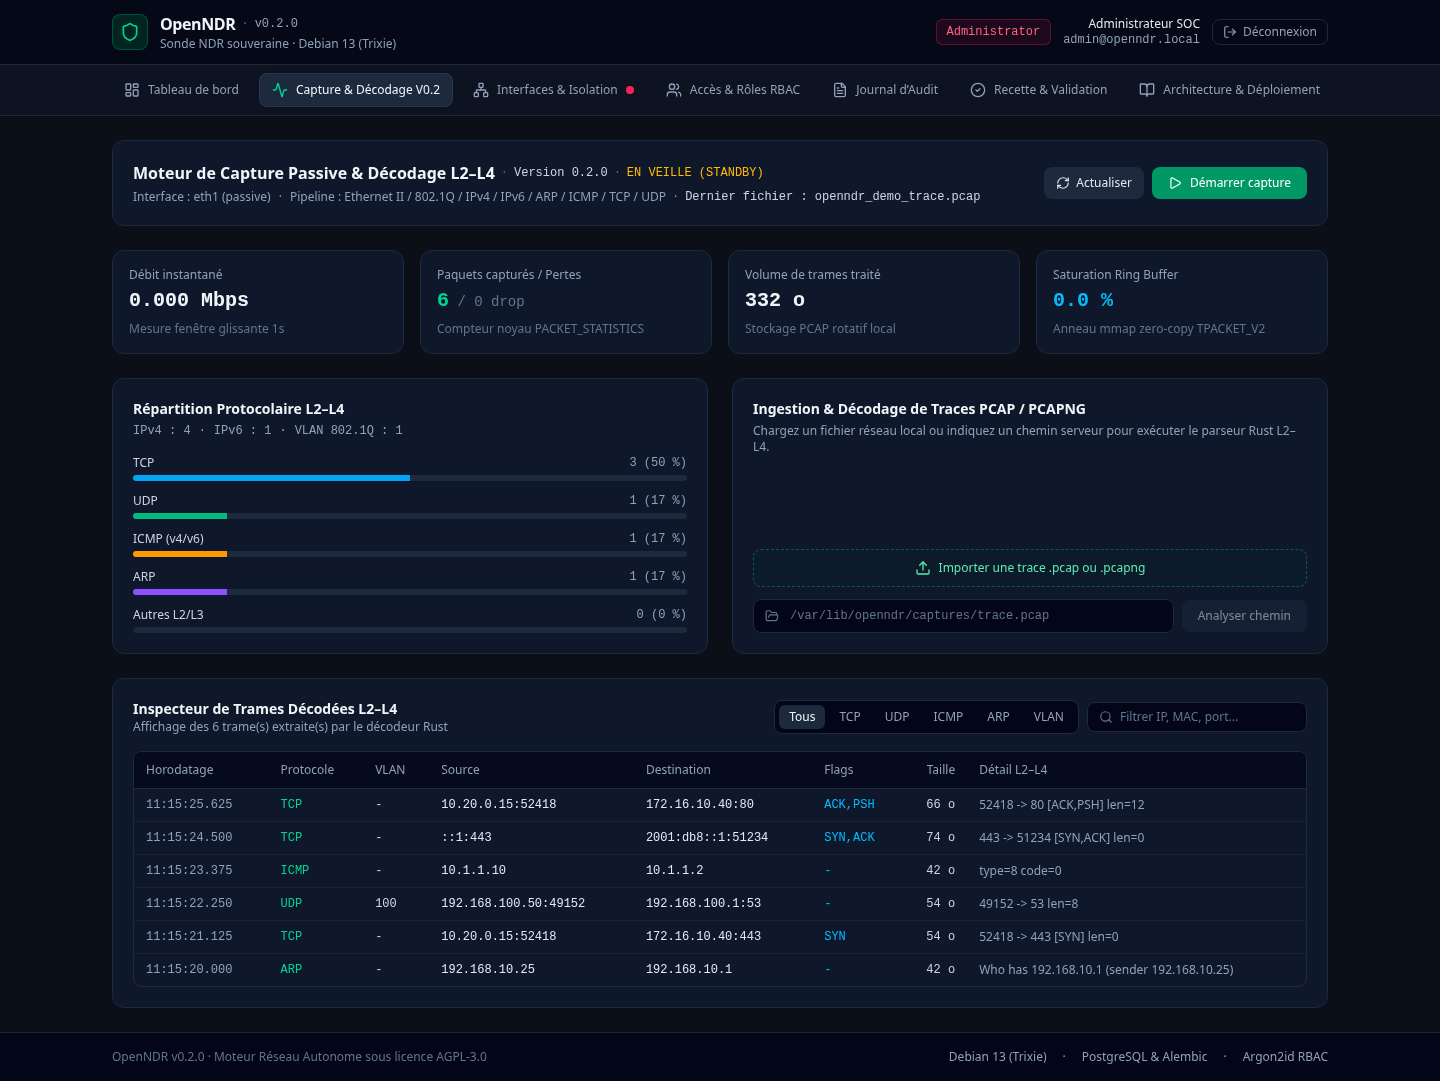 OpenNDR · v0.2.0
Sonde NDR souveraine · Debian 13 (Trixie)
Administrator
Administrateur SOC
admin@openndr.local
Déconnexion
Tableau de bord
Capture & Décodage V0.2
Interfaces & Isolation
Accès & Rôles RBAC
Journal d’Audit
Recette & Validation
Architecture & Déploiement
Moteur de Capture Passive & Décodage L2–L4 · Version 0.2.0 · EN VEILLE (STANDBY)
Interface : eth1 (passive) · Pipeline : Ethernet II / 802.1Q / IPv4 / IPv6 / ARP / ICMP / TCP / UDP · Dernier fichier : openndr_demo_trace.pcap
Actualiser
Démarrer capture
Débit instantané
0.000 Mbps
Mesure fenêtre glissante 1s
Paquets capturés / Pertes
6 / 0 drop
Compteur noyau PACKET_STATISTICS
Volume de trames traité
332 o
Stockage PCAP rotatif local
Saturation Ring Buffer
0.0 %
Anneau mmap zero-copy TPACKET_V2
Répartition Protocolaire L2–L4
IPv4 : 4 · IPv6 : 1 · VLAN 802.1Q : 1
TCP 3 (50 %)
UDP 1 (17 %)
ICMP (v4/v6) 1 (17 %)
ARP 1 (17 %)
Autres L2/L3 0 (0 %)
Ingestion & Décodage de Traces PCAP / PCAPNG
Chargez un fichier réseau local ou indiquez un chemin serveur pour exécuter le parseur Rust L2–
L4.
Importer une trace .pcap ou .pcapng
/var/lib/openndr/captures/trace.pcap
Analyser chemin
Inspecteur de Trames Décodées L2–L4
Affichage des 6 trame(s) extraite(s) par le décodeur Rust
Tous TCP UDP ICMP ARP VLAN
Filtrer IP, MAC, port...
Horodatage Protocole VLAN Source Destination Flags Taille Détail L2–L4
11:15:25.625 TCP - 10.20.0.15:52418 172.16.10.40:80 ACK,PSH 66 o 52418 -> 80 [ACK,PSH] len=12
11:15:24.500 TCP - ::1:443 2001:db8::1:51234 SYN,ACK 74 o 443 -> 51234 [SYN,ACK] len=0
11:15:23.375 ICMP - 10.1.1.10 10.1.1.2 - 42 o type=8 code=0
11:15:22.250 UDP 100 192.168.100.50:49152 192.168.100.1:53 - 54 o 49152 -> 53 len=8
11:15:21.125 TCP - 10.20.0.15:52418 172.16.10.40:443 SYN 54 o 52418 -> 443 [SYN] len=0
11:15:20.000 ARP - 192.168.10.25 192.168.10.1 - 42 o Who has 192.168.10.1 (sender 192.168.10.25)
OpenNDR v0.2.0 · Moteur Réseau Autonome sous licence AGPL-3.0
Debian 13 (Trixie) · PostgreSQL & Alembic · Argon2id RBAC